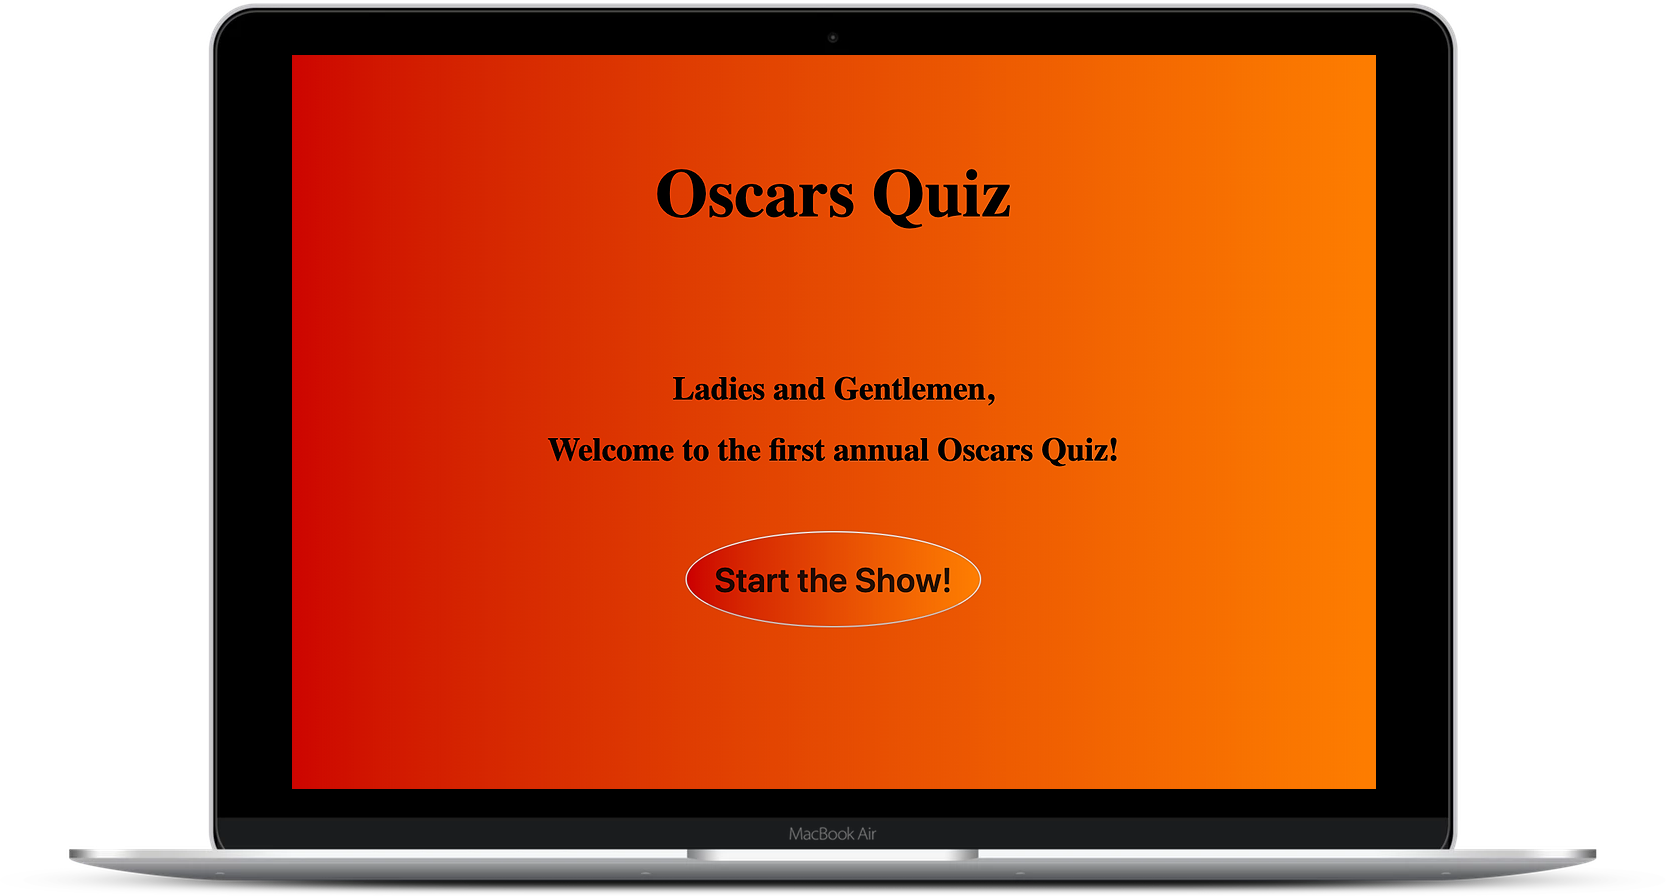 Oscars Quiz
Ladies and Gentlemen,
Welcome to the first annual Oscars Quiz!
Start the Show!
MacBook Air